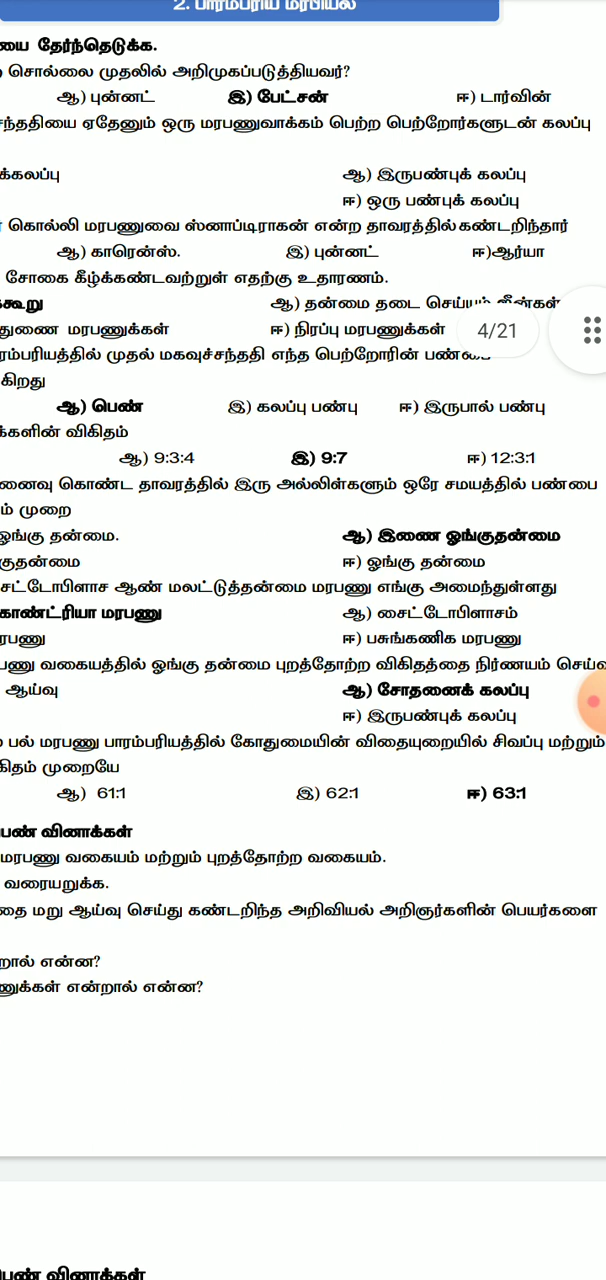 2. பாரம்பரிய மரபியல்
யை தேர்ந்தெடுக்க.
சொல்லை முதலில் அறிமுகப்படுத்தியவர்?
ஆ) புன்னட் இ) பேட்சன் ஈ) டார்வின்
சந்ததியை ஏதேனும் ஒரு மரபணுவாக்கம் பெற்ற பெற்றோர்களுடன் கலப்பு
க்கலப்பு ஆ) இருபண்புக் கலப்பு
ஈ) ஒரு பண்புக் கலப்பு
கொல்லி மரபணுவை ஸ்னாப்டிராகன் என்ற தாவரத்தில்கண்டறிந்தார்
ஆ) காரென்ஸ். இ) புன்னட் ஈ)ஆர்யா
சோகை கீழ்க்கண்டவற்றுள் எதற்கு உதாரணம்.
கூறு ஆ) தன்மை தடை செய்யும் ஜீன்கள்
துணை மரபணுக்கள் ஈ) நிரப்பு மரபணுக்கள் 4/21
ரம்பரியத்தில் முதல் மகவுச்சந்ததி எந்த பெற்றோரின்
கிறது
ஆ) பெண் இ) கலப்பு பண்பு ஈ) இருபால் பண்பு
க்களின் விகிதம்
ஆ) 9:3:4 இ) 9:7 ஈ) 12:3:1
னைவு கொண்ட தாவரத்தில் இரு அல்லிள்களும் ஒரே சமயத்தில் பண்பை
ம் முறை
ஓங்கு தன்மை. ஆ) இணை ஓங்குதன்மை
குதன்மை ஈ) ஓங்கு தன்மை
சைட்டோபிளாச ஆண் மலட்டுத்தன்மை மரபணு எங்கு அமைந்துள்ளது
காண்ட்ரியா மரபணு ஆ) சைட்டோபிளாசம்
ரபணு ஈ) பசுங்கணிக மரபணு
பணு வகையத்தில் ஓங்கு தன்மை புறத்தோற்ற விகிதத்தை நிர்ணயம் செய்வ
ஆய்வு ஆ) சோதனைக் கலப்பு
ஈ) இருபண்புக் கலப்பு
பல் மரபணு பாரம்பரியத்தில் கோதுமையின் விதையுறையில் சிவப்பு மற்றும்
கிதம் முறையே
ஆ) 61:1 இ) 62:1 ஈ) 63:1
பெண் வினாக்கள்
மரபணு வகையம் மற்றும் புறத்தோற்ற வகையம்.
வரையறுக்க.
தை மறு ஆய்வு செய்து கண்டறிந்த அறிவியல் அறிஞர்களின் பெயர்களை
றால் என்ன?
ணுக்கள் என்றால் என்ன?
பெண் வினாக்கள்